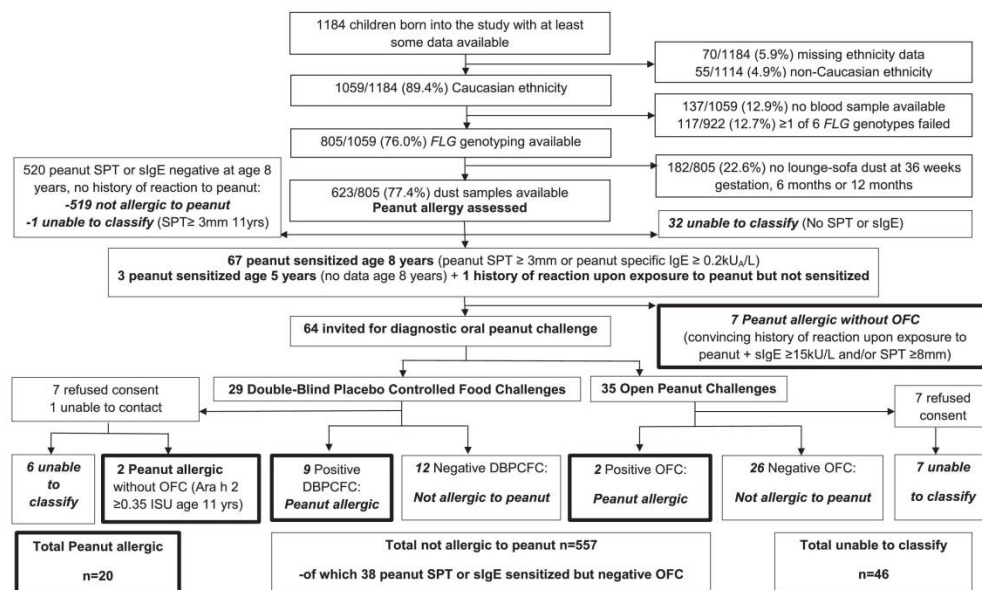 1184 children born into the study with at least
some data available
70/1184 (5.9%) missing ethnicity data
55/1114 (4.9%) non-Caucasian ethnicity
1059/1184 (89.4%) Caucasian ethnicity
137/1059 (12.9%) no blood sample available
117/922 (12.7%) ≥1 of 6 FLG genotypes failed
805/1059 (76.0%) FLG genotyping available
520 peanut SPT or sIgE negative at age 8
years, no history of reaction to peanut:
-519 not allergic to peanut
-1 unable to classify (SPT≥ 3mm 11yrs)
182/805 (22.6%) no lounge-sofa dust at 36 weeks
gestation, 6 months or 12 months
623/805 (77.4%) dust samples available
Peanut allergy assessed
32 unable to classify (No SPT or sIgE)
67 peanut sensitized age 8 years (peanut SPT ≥ 3mm or peanut specific IgE ≥ 0.2kUA/L)
3 peanut sensitized age 5 years (no data age 8 years) + 1 history of reaction upon exposure to peanut but not sensitized
64 invited for diagnostic oral peanut challenge
7 Peanut allergic without OFC
(convincing history of reaction upon exposure to
peanut + sIgE ≥15kU/L and/or SPT ≥8mm)
7 refused consent
1 unable to contact
29 Double-Blind Placebo Controlled Food Challenges
35 Open Peanut Challenges
7 refused
consent
6 unable
to
classify
2 Peanut allergic
without OFC (Ara h 2
≥0.35 ISU age 11 yrs)
9 Positive
DBPCFC:
Peanut allergic
12 Negative DBPCFC:
Not allergic to peanut
2 Positive OFC:
Peanut allergic
26 Negative OFC:
Not allergic to peanut
7 unable
to classify
Total Peanut allergic
n=20
Total not allergic to peanut n=557
-of which 38 peanut SPT or sIgE sensitized but negative OFC
Total unable to classify
n=46